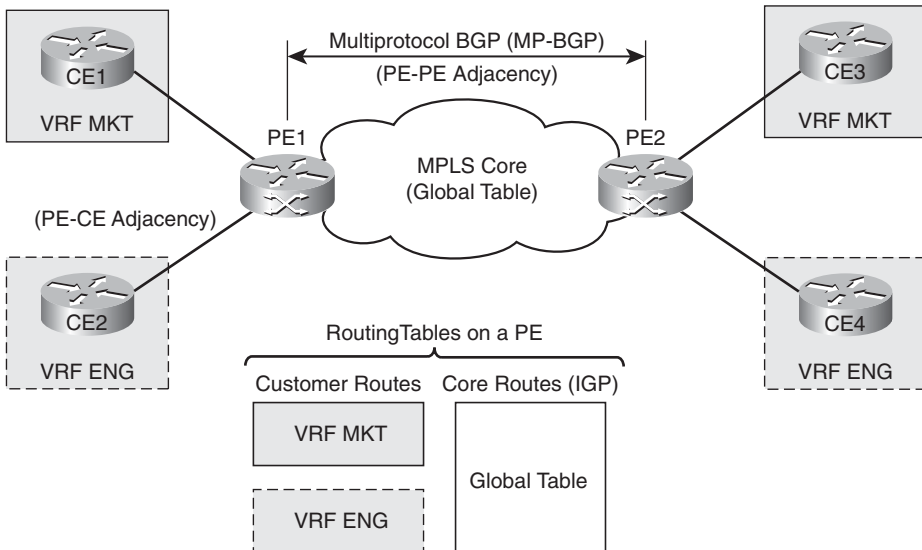 Multiprotocol BGP (MP-BGP)
(PE-PE Adjacency)
CE1
VRF MKT
CE3
VRF MKT
PE1
PE2
MPLS Core
(Global Table)
(PE-CE Adjacency)
CE2
VRF ENG
CE4
VRF ENG
RoutingTables on a PE
Customer Routes
Core Routes (IGP)
VRF MKT
Global Table
VRF ENG